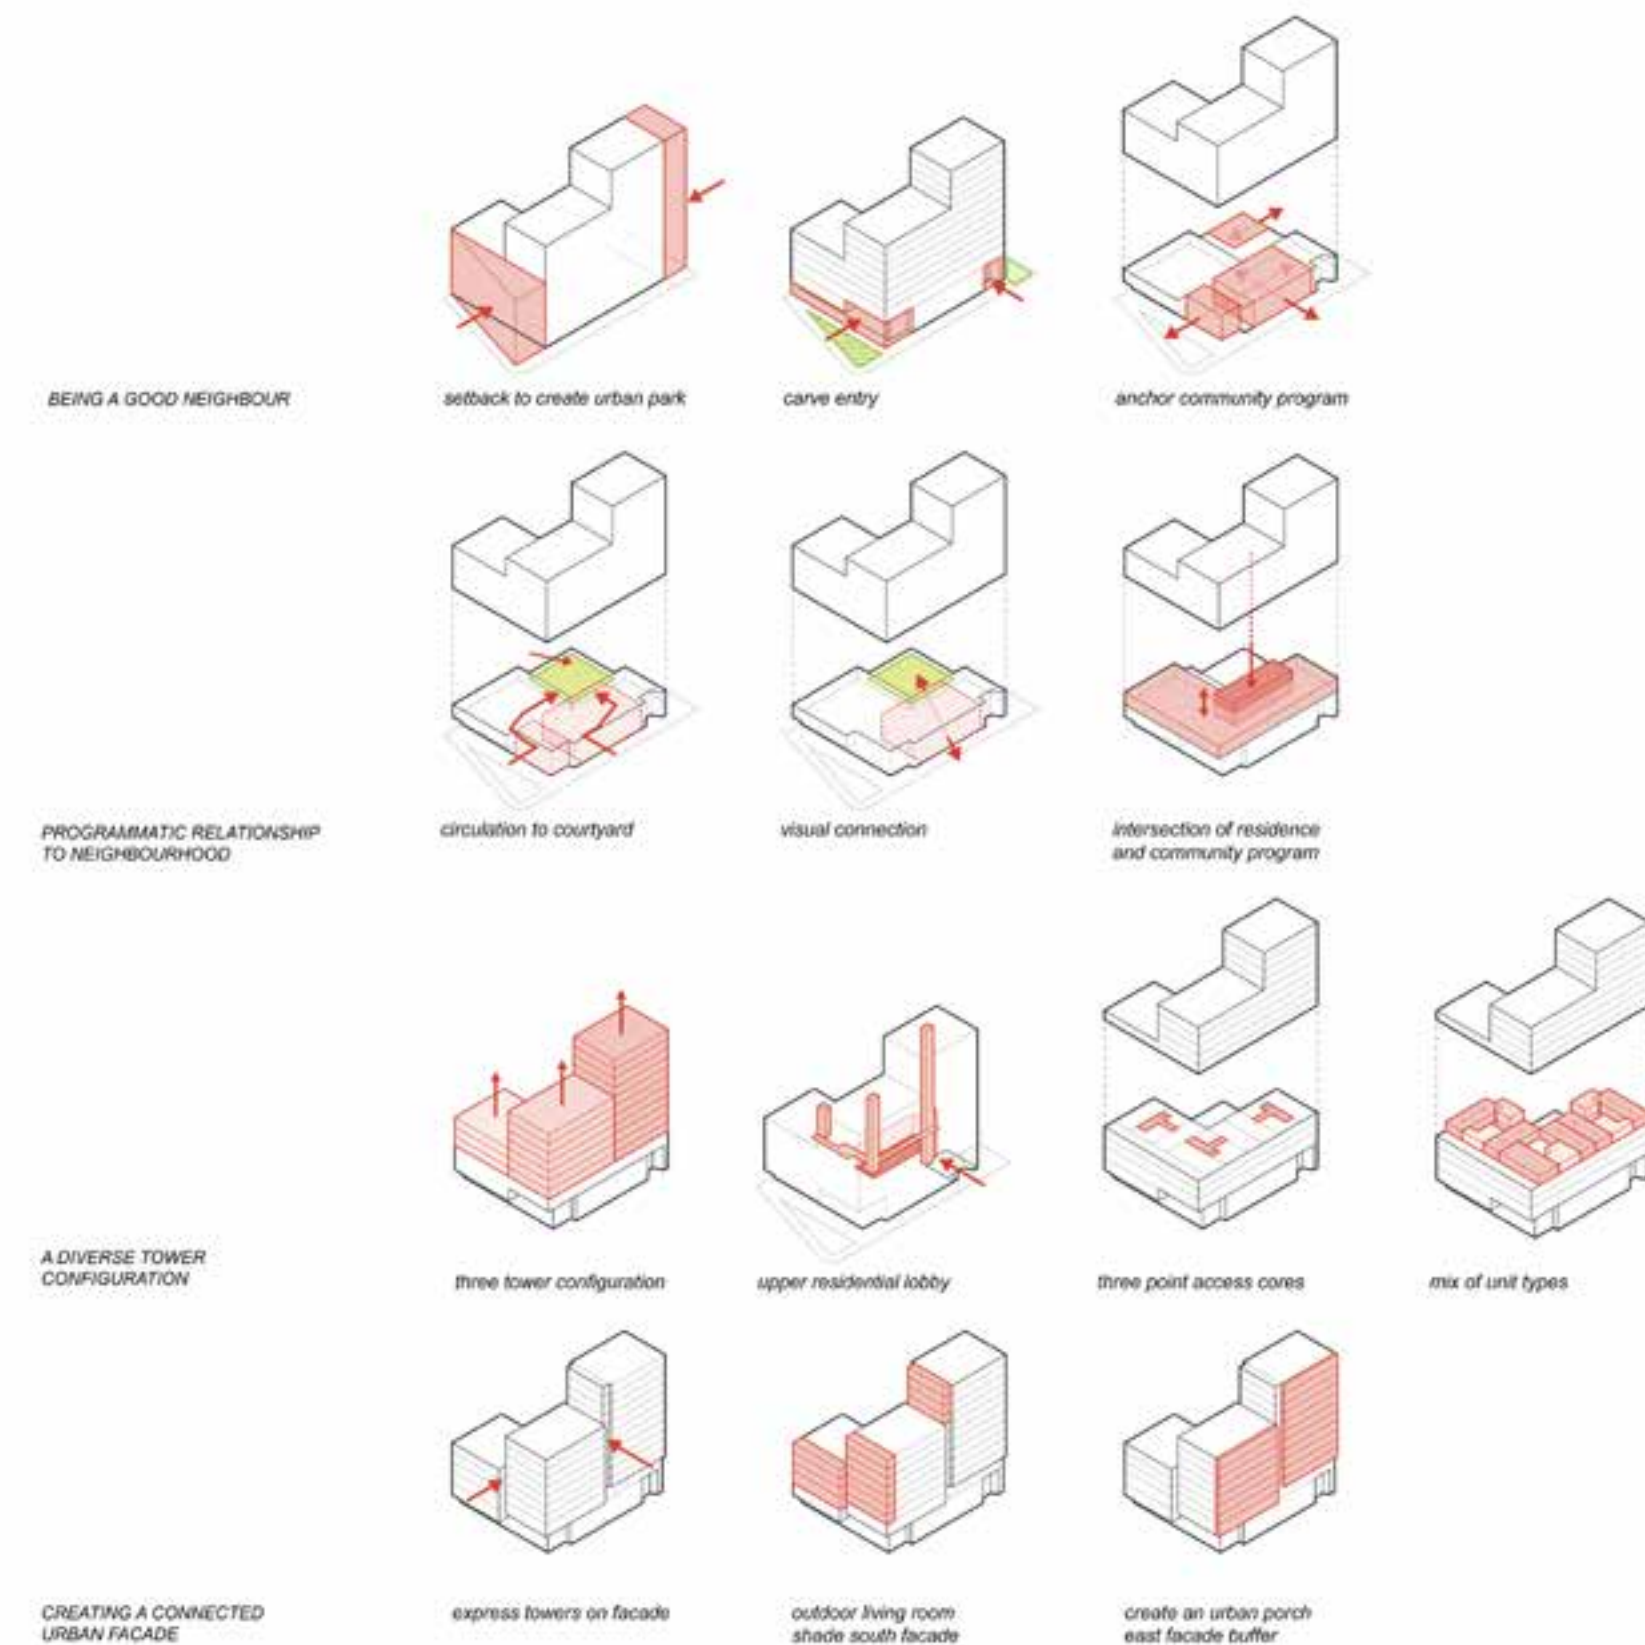 BEING A GOOD NEIGHBOUR
setback to create urban park
carve entry
anchor community program
PROGRAMMATIC RELATIONSHIP
TO NEIGHBOURHOOD
circulation to courtyard
visual connection
intersection of residence
and community program
A DIVERSE TOWER
CONFIGURATION
three tower configuration
upper residential lobby
three point access cores
mix of unit types
CREATING A CONNECTED
URBAN FACADE
express towers on facade
outdoor living room
shade south facade
create an urban porch
east facade buffer